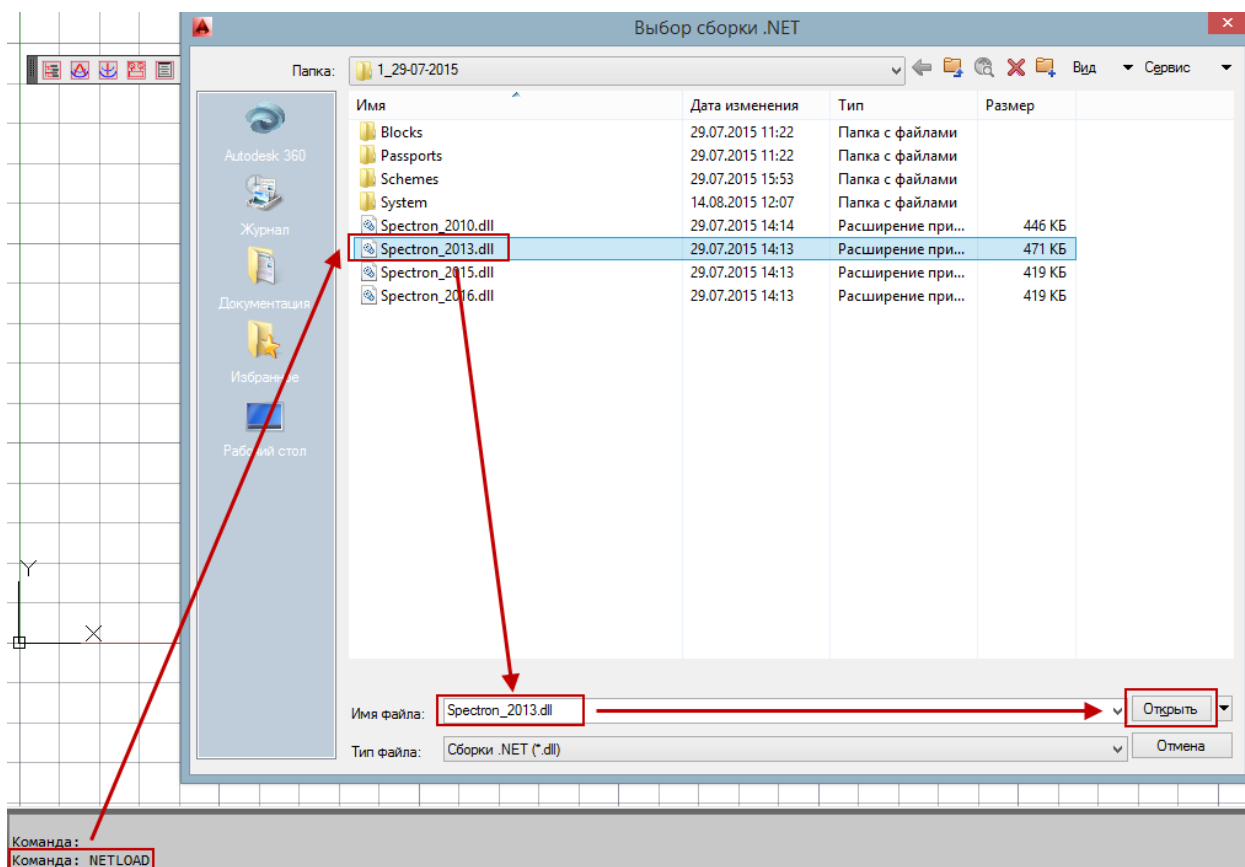 Выбор сборки .NET
Папка: 1_29-07-2015 Вид Сервис
Имя Дата изменения Тип Размер
Blocks 29.07.2015 11:22 Папка с файлами
Passports 29.07.2015 11:22 Папка с файлами
Schemes 29.07.2015 15:53 Папка с файлами
System 14.08.2015 12:07 Папка с файлами
Spectron_2010.dll 29.07.2015 14:14 Расширение при... 446 КБ
Spectron_2013.dll 29.07.2015 14:13 Расширение при... 471 КБ
Spectron_2015.dll 29.07.2015 14:13 Расширение при... 419 КБ
Spectron_2016.dll 29.07.2015 14:13 Расширение при... 419 КБ
Autodesk 360
Журнал
Документация
Избранное
Рабочий стол
Y
X
Имя файла: Spectron_2013.dll Открыть
Тип файла: Сборки .NET (*.dll) Отмена
Команда:
Команда: NETLOAD